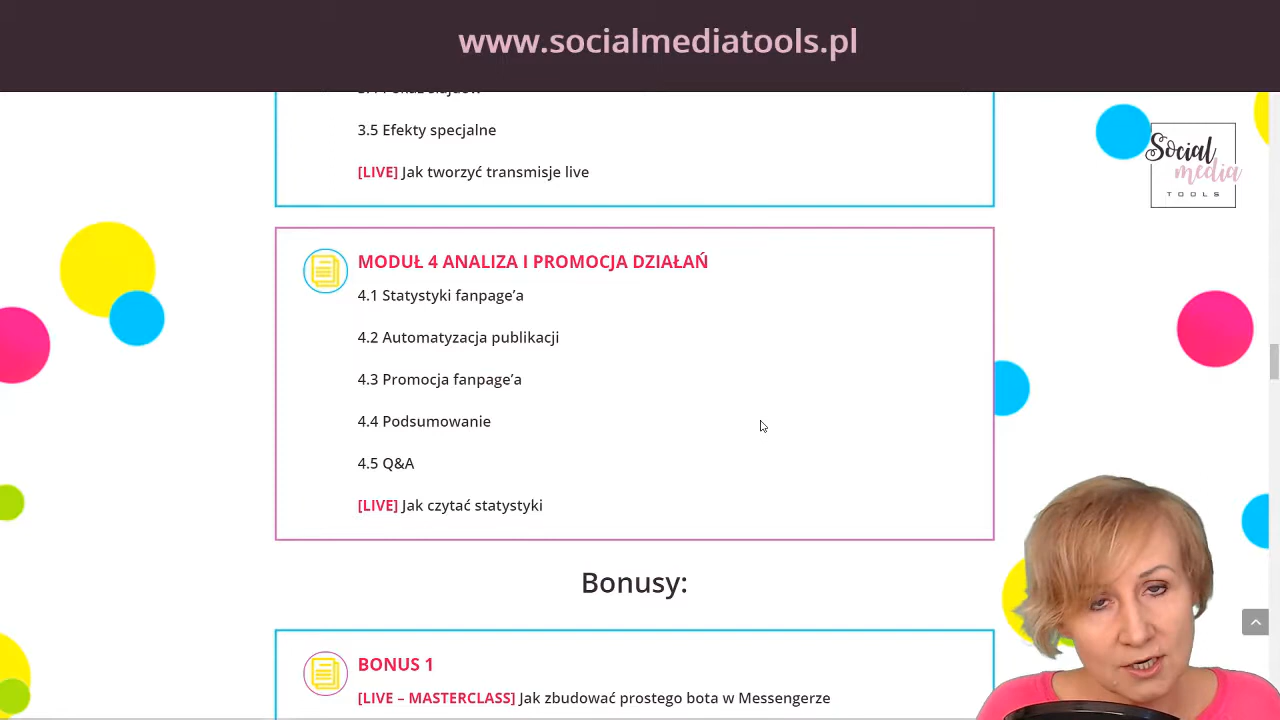 www.socialmediatools.pl
3.5 Efekty specjalne
[LIVE] Jak tworzyć transmisje live
Social
media
TOOLS
MODUŁ 4 ANALIZA I PROMOCJA DZIAŁAŃ
4.1 Statystyki fanpage’a
4.2 Automatyzacja publikacji
4.3 Promocja fanpage’a
4.4 Podsumowanie
4.5 Q&A
[LIVE] Jak czytać statystyki
Bonusy:
BONUS 1
[LIVE – MASTERCLASS] Jak zbudować prostego bota w Messengerze